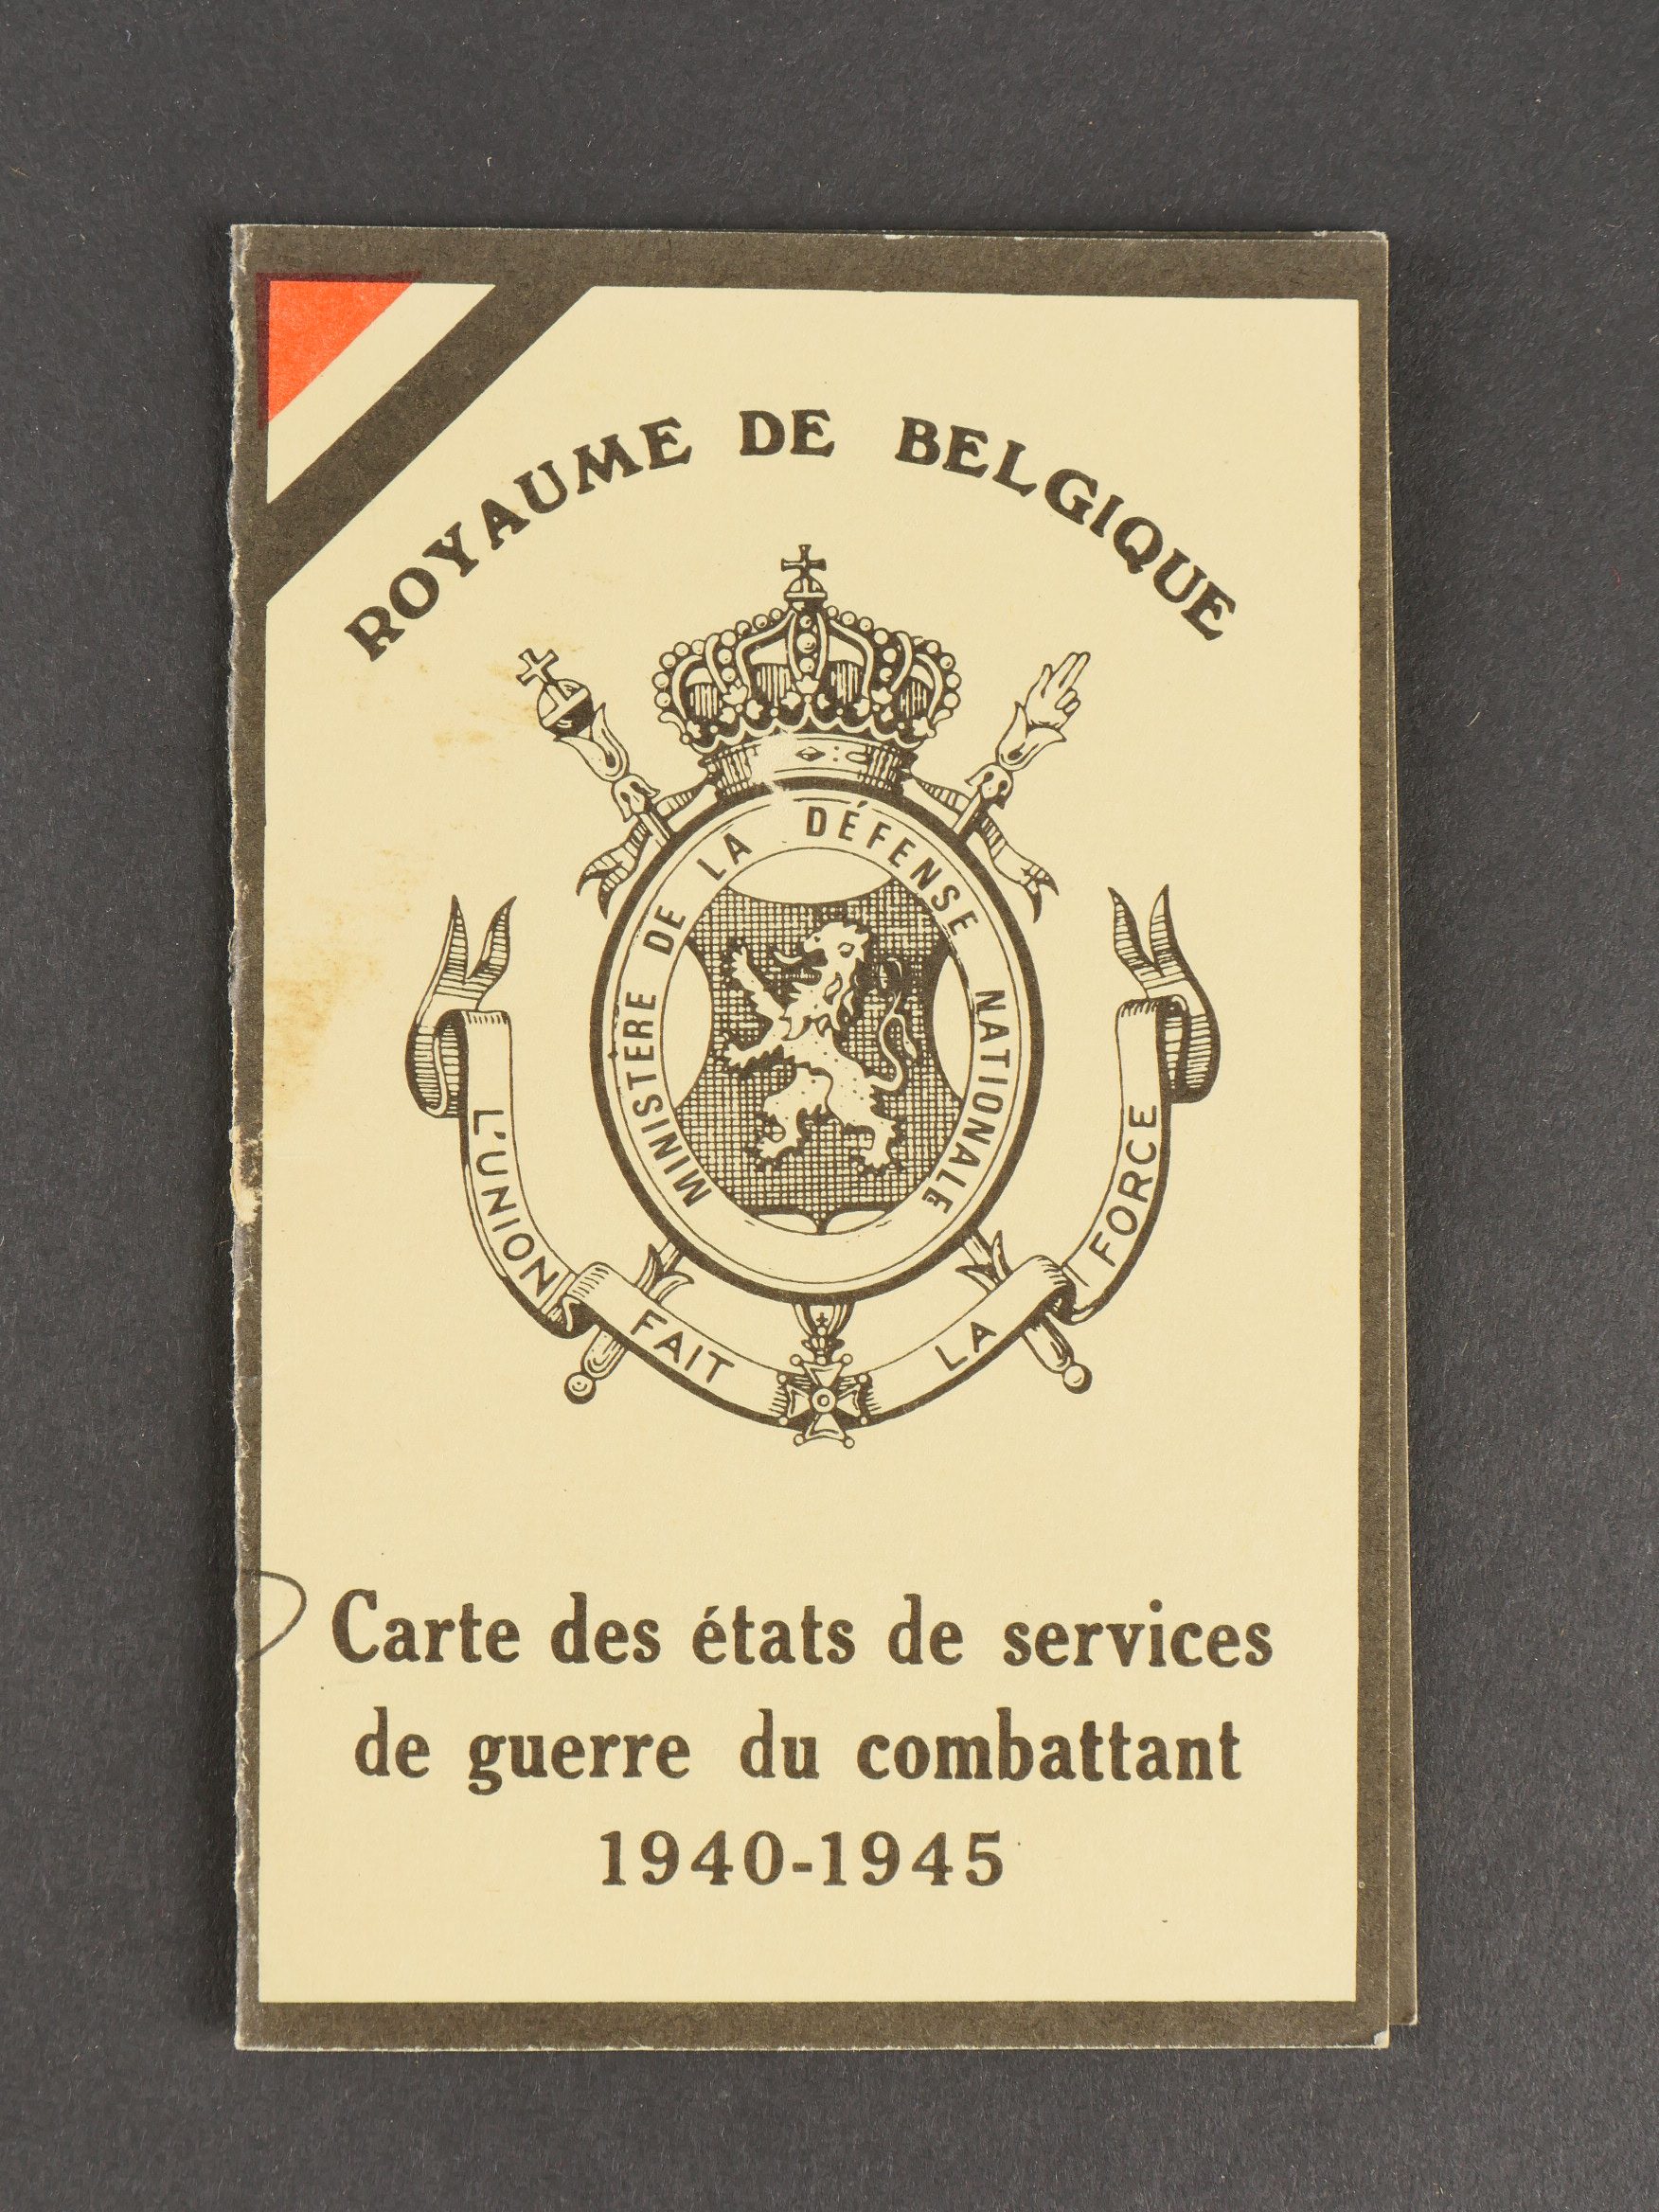 ROYAUME DE BELGIQUE
MINISTÈRE DE LA DÉFENSE NATIONALE
L'UNION FAIT LA FORCE
Carte des états de services
de guerre du combattant
1940-1945